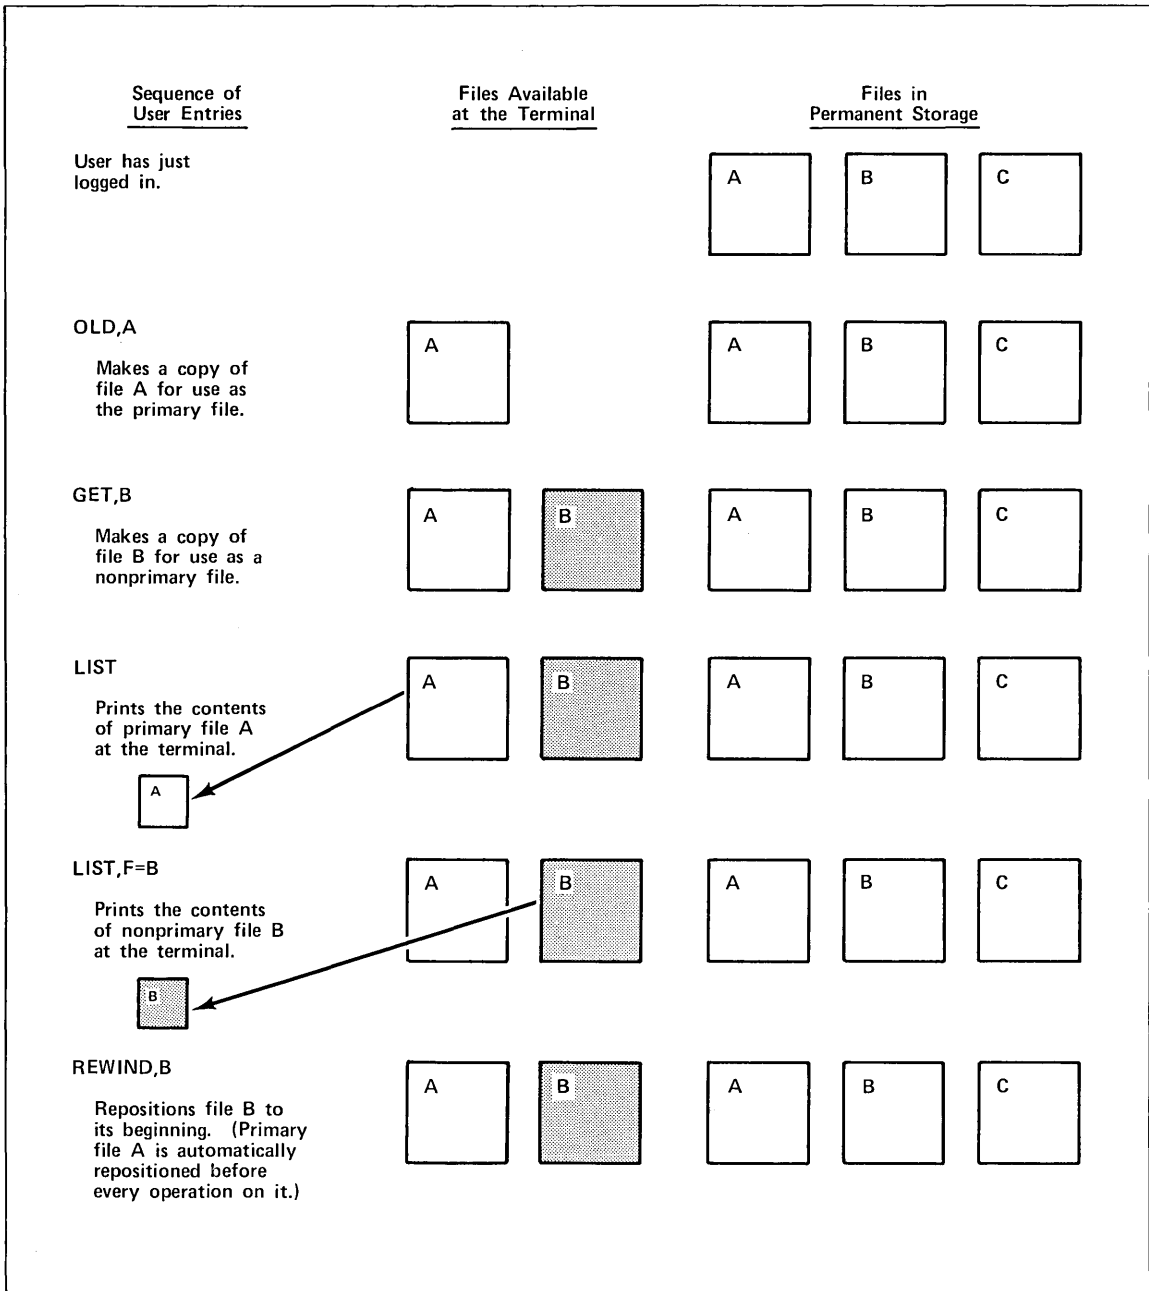 Sequence of
User Entries
Files Available
at the Terminal
Files in
Permanent Storage
User has just
logged in.
A B C
OLD,A
Makes a copy of
file A for use as
the primary file.
A A B C
GET,B
Makes a copy of
file B for use as a
nonprimary file.
A B A B C
LIST
Prints the contents
of primary file A
at the terminal.
A
A B A B C
LIST,F=B
Prints the contents
of nonprimary file B
at the terminal.
B
A B A B C
REWIND,B
Repositions file B to
its beginning. (Primary
file A is automatically
repositioned before
every operation on it.)
A B A B C